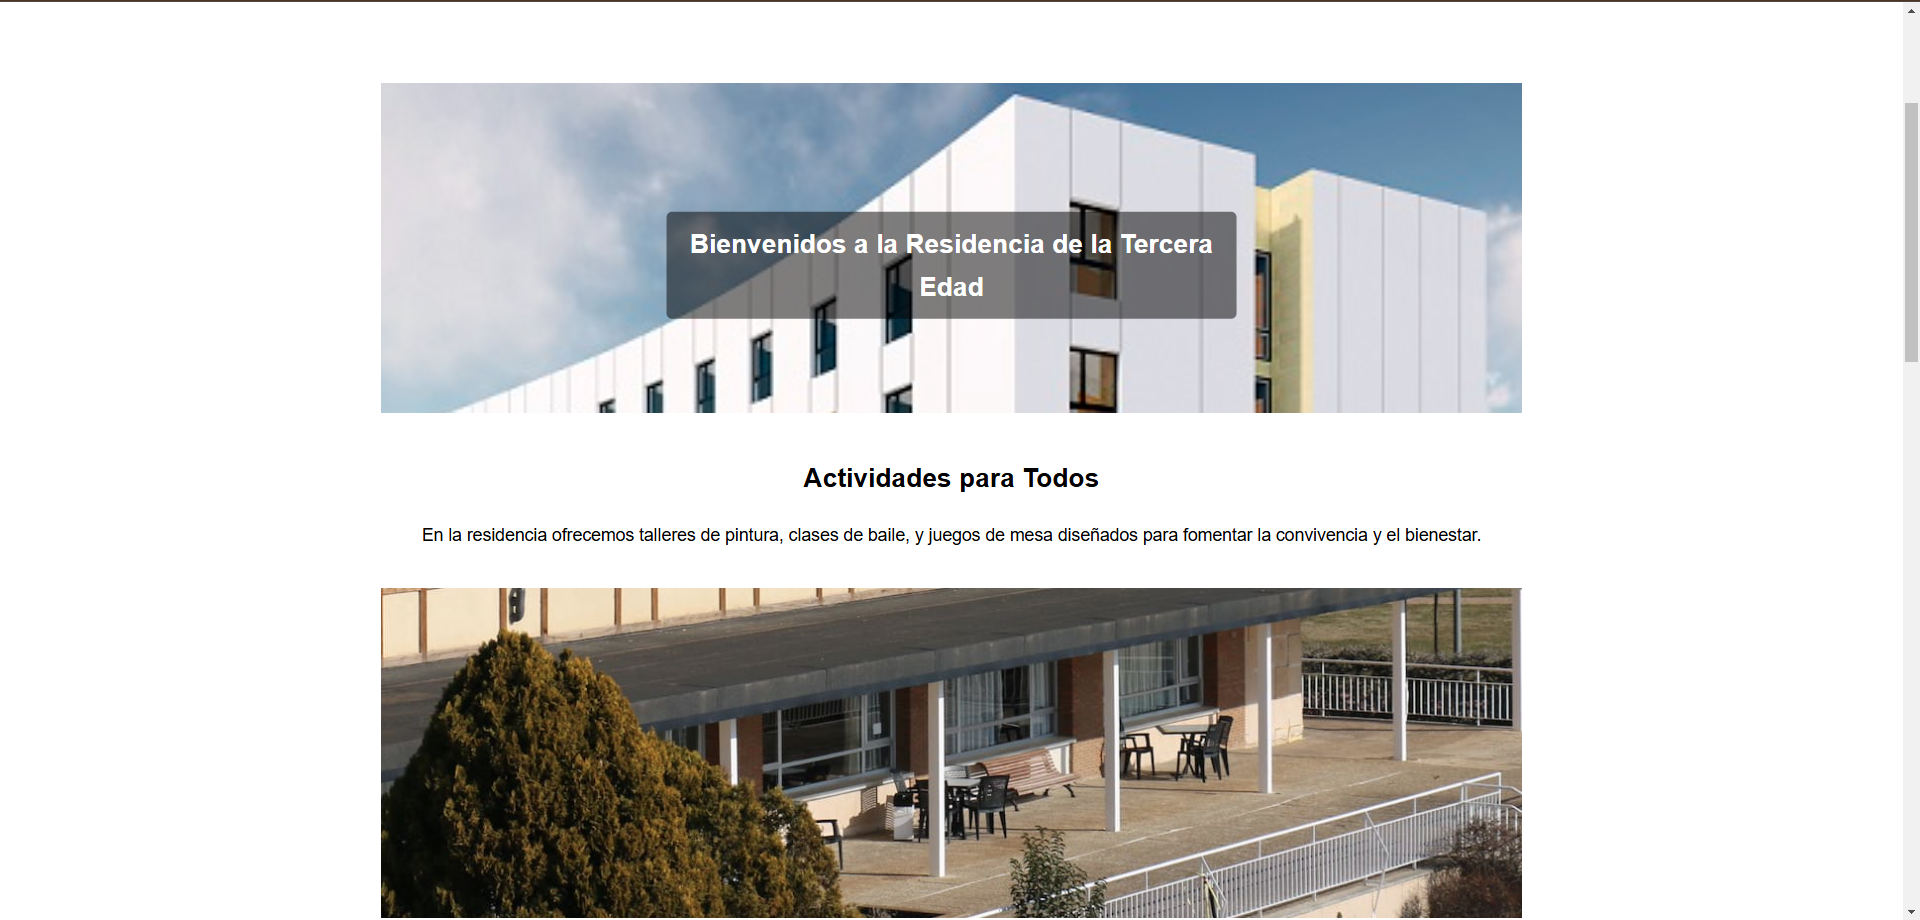 Bienvenidos a la Residencia de la Tercera
Edad
Actividades para Todos
En la residencia ofrecemos talleres de pintura, clases de baile, y juegos de mesa diseñados para fomentar la convivencia y el bienestar.